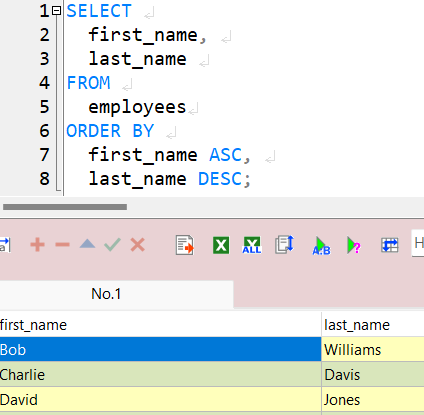 1 SELECT
2 first_name,
3 last_name
4 FROM
5 employees
6 ORDER BY
7 first_name ASC,
8 last_name DESC;
X ALL A.B ? H
No.1
first_name last_name
Bob Williams
Charlie Davis
David Jones